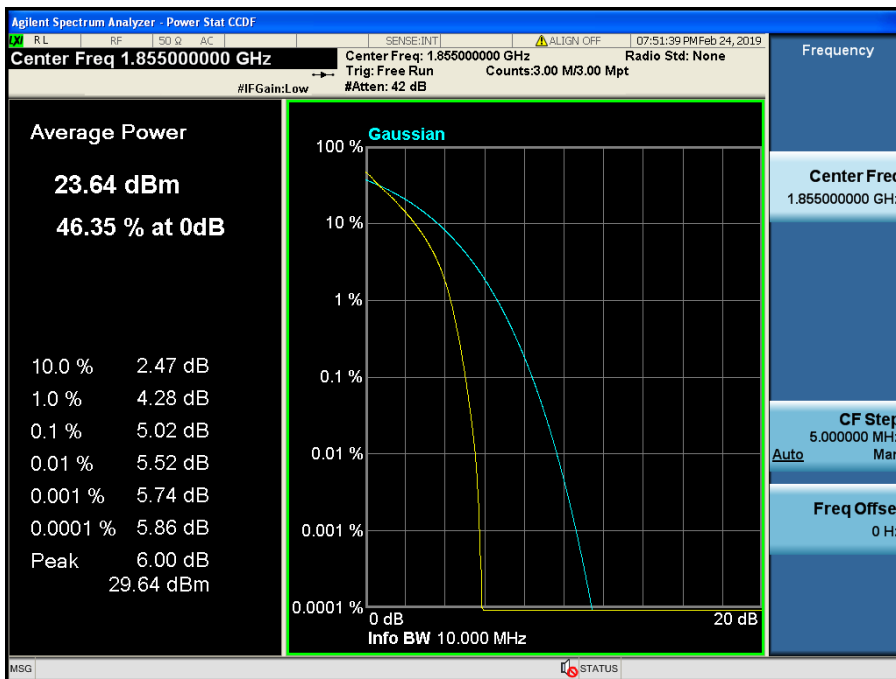 Agilent Spectrum Analyzer - Power Stat CCDF
LXI RL RF 50 Ω AC SENSE:INT ALIGN OFF 07:51:39 PM Feb 24, 2019
Center Freq 1.855000000 GHz
Center Freq: 1.855000000 GHz Radio Std: None
Trig: Free Run Counts:3.00 M/3.00 Mpt
#IFGain:Low #Atten: 42 dB
Average Power
23.64 dBm
46.35 % at 0dB
10.0 % 2.47 dB
1.0 % 4.28 dB
0.1 % 5.02 dB
0.01 % 5.52 dB
0.001 % 5.74 dB
0.0001 % 5.86 dB
Peak 6.00 dB
29.64 dBm
Gaussian
100 %
10 %
1 %
0.1 %
0.01 %
0.001 %
0.0001 %
0 dB 20 dB
Info BW 10.000 MHz
Frequency
Center Freq
1.855000000 GHz
CF Step
5.000000 MHz
Auto Man
Freq Offset
0 Hz
MSG STATUS